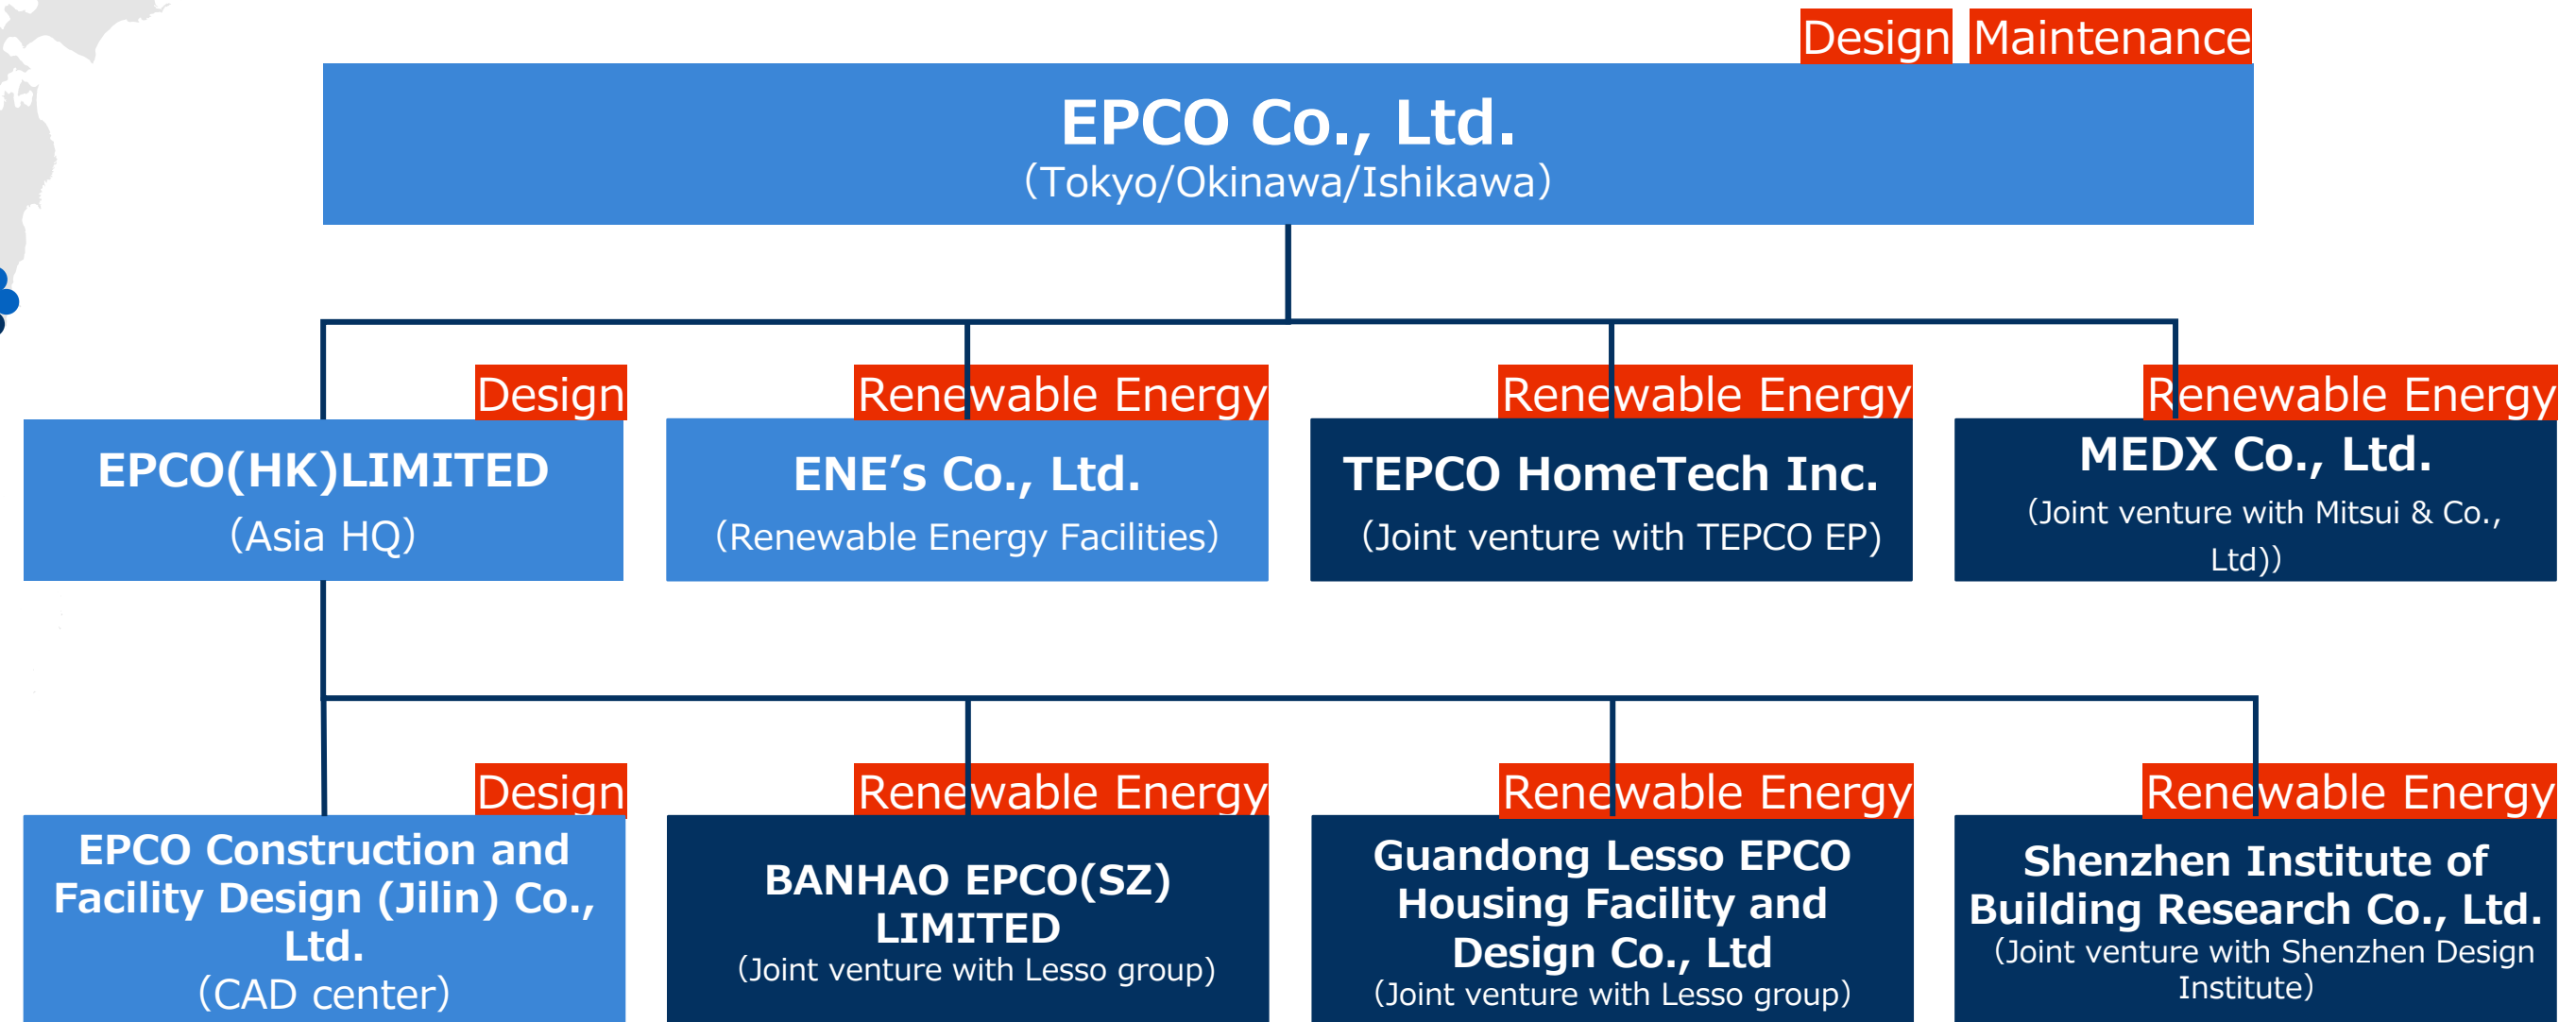 Design Maintenance
EPCO Co., Ltd.
（Tokyo/Okinawa/Ishikawa）
Design
Renewable Energy
Renewable Energy
Renewable Energy
EPCO(HK)LIMITED
（Asia HQ）
ENE’s Co., Ltd.
（Renewable Energy Facilities）
TEPCO HomeTech Inc.
（Joint venture with TEPCO EP)
MEDX Co., Ltd.
（Joint venture with Mitsui & Co.,
Ltd)）
Design
Renewable Energy
Renewable Energy
Renewable Energy
EPCO Construction and
Facility Design (Jilin) Co.,
Ltd.
（CAD center）
BANHAO EPCO(SZ)
LIMITED
（Joint venture with Lesso group）
Guandong Lesso EPCO
Housing Facility and
Design Co., Ltd
（Joint venture with Lesso group）
Shenzhen Institute of
Building Research Co., Ltd.
（Joint venture with Shenzhen Design
Institute）